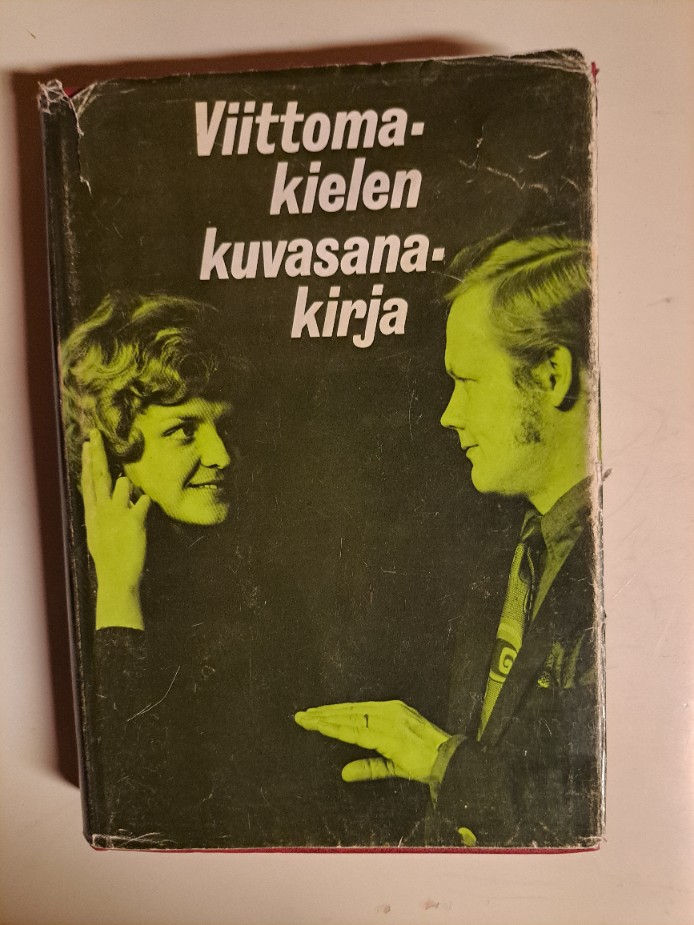 Viittoma-
kielen
kuvasana-
kirja